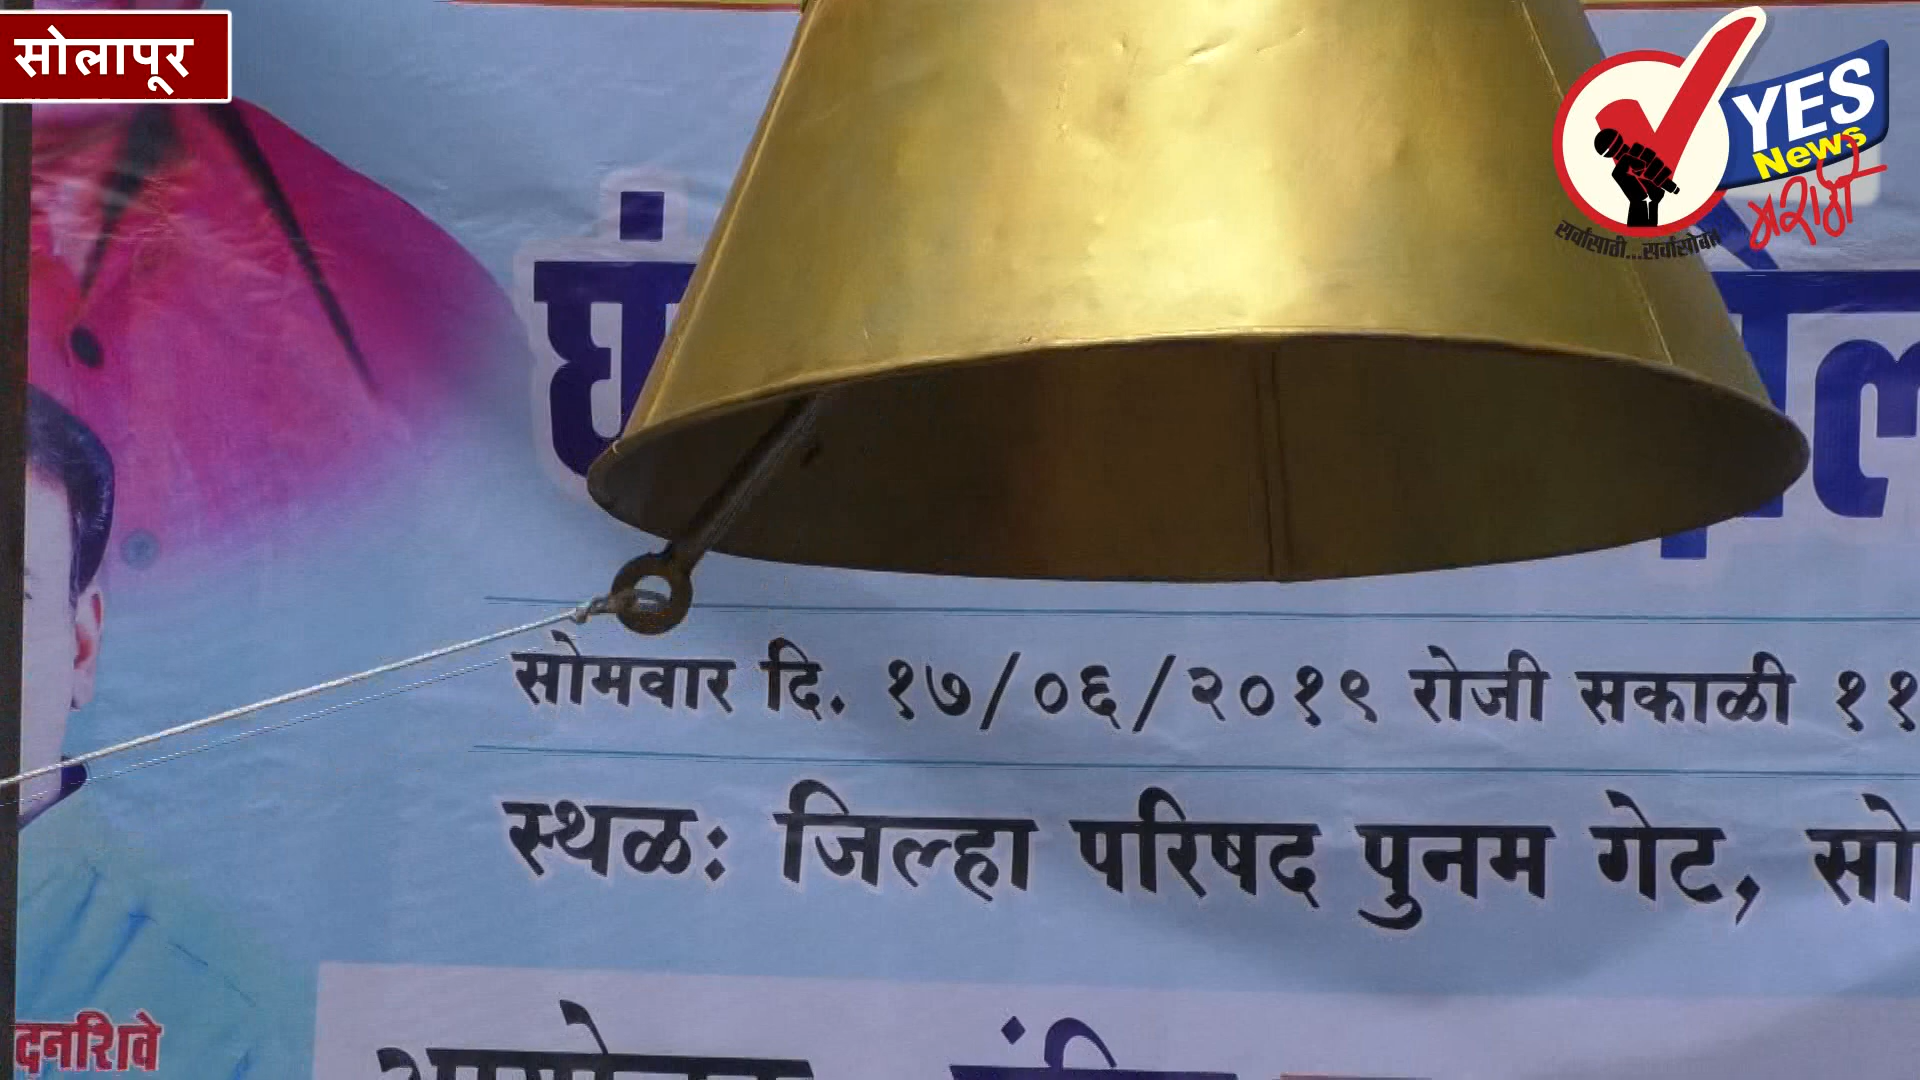 सोलापूर
YES
News
मराठी
सर्वांसाठी...सर्वांसोबत
सोमवार दि. १७/०६/२०१९ रोजी सकाळी ११
स्थळ: जिल्हा परिषद पुनम गेट, सो
दनशिवे